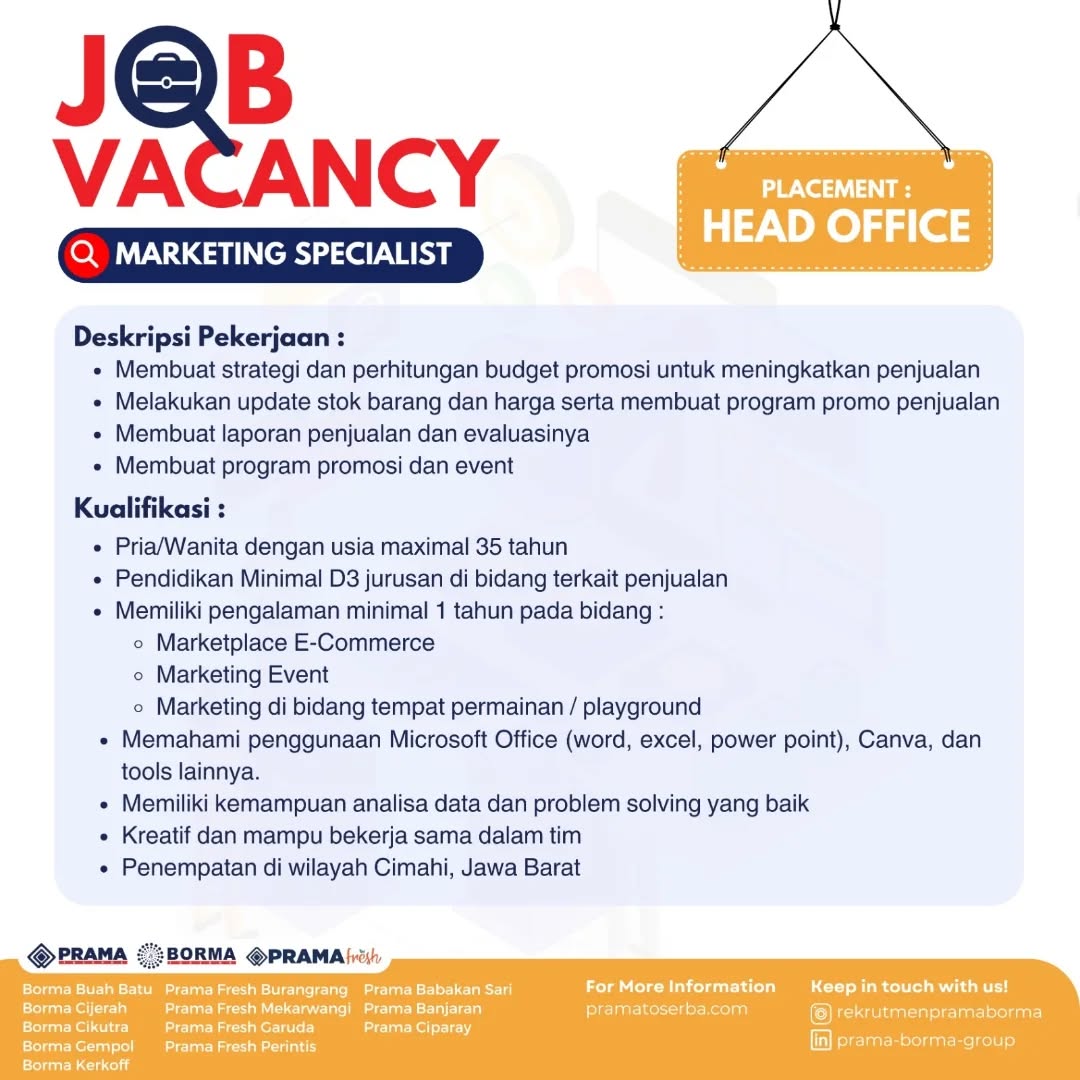 JOB
VACANCY
MARKETING SPECIALIST
PLACEMENT :
HEAD OFFICE
Deskripsi Pekerjaan :
• Membuat strategi dan perhitungan budget promosi untuk meningkatkan penjualan
• Melakukan update stok barang dan harga serta membuat program promo penjualan
• Membuat laporan penjualan dan evaluasinya
• Membuat program promosi dan event
Kualifikasi :
• Pria/Wanita dengan usia maximal 35 tahun
• Pendidikan Minimal D3 jurusan di bidang terkait penjualan
• Memiliki pengalaman minimal 1 tahun pada bidang :
◦ Marketplace E-Commerce
◦ Marketing Event
◦ Marketing di bidang tempat permainan / playground
• Memahami penggunaan Microsoft Office (word, excel, power point), Canva, dan
tools lainnya.
• Memiliki kemampuan analisa data dan problem solving yang baik
• Kreatif dan mampu bekerja sama dalam tim
• Penempatan di wilayah Cimahi, Jawa Barat
PRAMA
BORMA
PRAMA fresh
Borma Buah Batu
Borma Cijerah
Borma Cikutra
Borma Gempol
Borma Kerkoff
Prama Fresh Burangrang
Prama Fresh Mekarwangi
Prama Fresh Garuda
Prama Fresh Perintis
Prama Babakan Sari
Prama Banjaran
Prama Ciparay
For More Information
pramatoserba.com
Keep in touch with us!
rekrutmenpramaborma
prama-borma-group